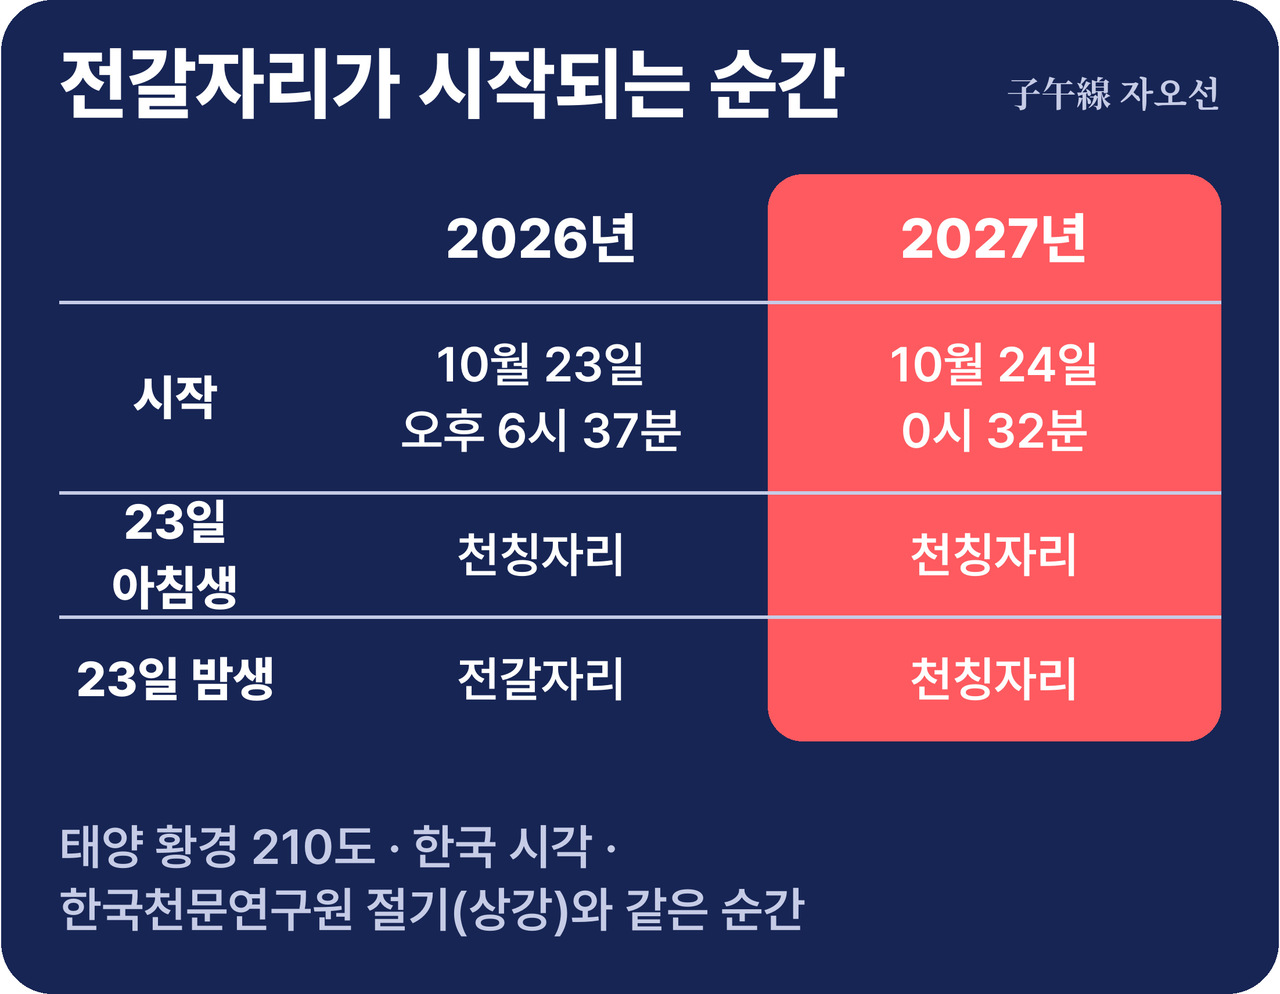 전갈자리가 시작되는 순간
子午線 자오선
2026년
2027년
시작
10월 23일
오후 6시 37분
10월 24일
0시 32분
23일
아침생
천칭자리
천칭자리
23일 밤생
전갈자리
천칭자리
태양 황경 210도 · 한국 시각 ·
한국천문연구원 절기(상강)와 같은 순간